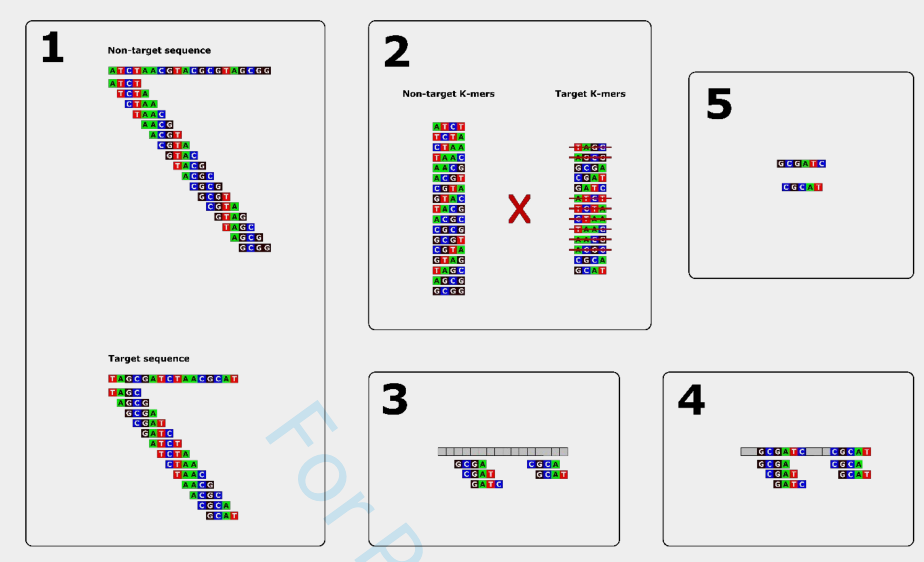 1
Non-target sequence
ATCTAACGTACGCGTAGCGG
ATCT
TCTA
CTAA
TAAC
AACG
ACGT
CGTA
GTAC
TACG
ACGC
CGCG
GCGT
CGTA
GTAG
TAGC
AGCG
GCGG
Target sequence
TAGCGATCTAACGCAT
TAGC
AGCG
GCGA
CGAT
GATC
ATCT
TCTA
CTAA
TAAC
AACG
ACGC
CGCA
GCAT
2
Non-target K-mers
ATCT
TCTA
CTAA
TAAC
AACG
ACGT
CGTA
GTAC
TACG
ACGC
CGCG
GCGT
CGTA
GTAG
TAGC
AGCG
GCGG
X
Target K-mers
TAGC
AGCG
GCGA
CGAT
GATC
ATCT
TCTA
CTAA
TAAC
AACG
ACGC
CGCA
GCAT
3
GCGA CGCA
CGAT GCAT
GATC
4
GCGATC CGCAT
GCGA CGCA
CGAT GCAT
GATC
5
GCGATC
CGCAT
For